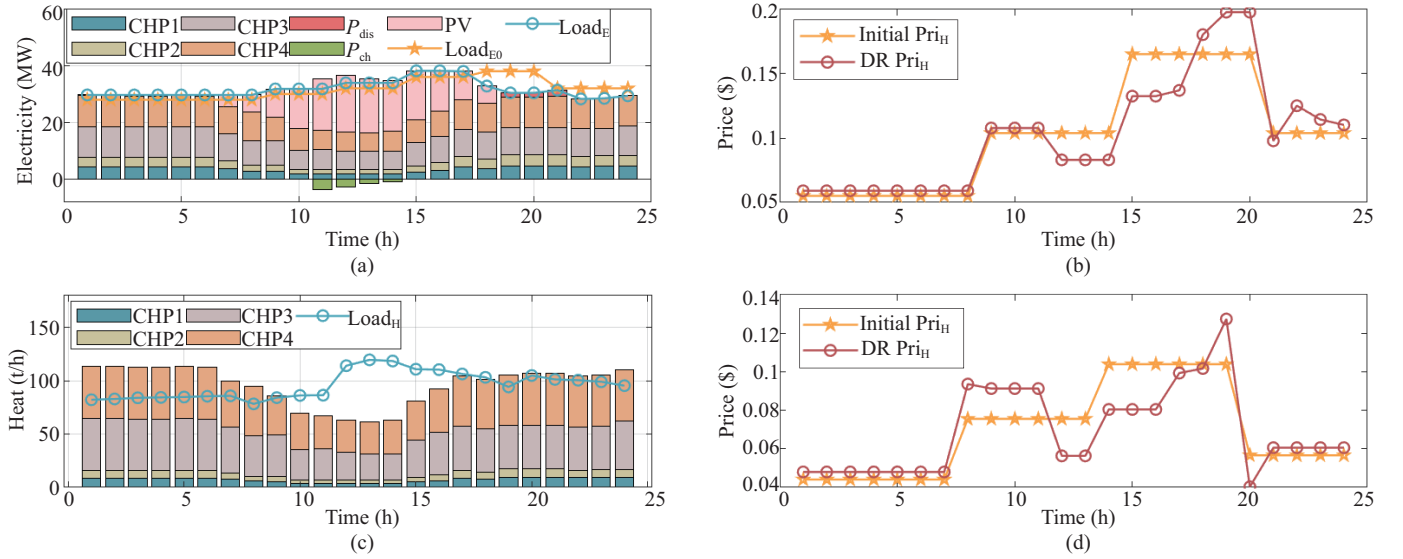 CHP1 CHP3 P_dis PV Load_E
CHP2 CHP4 P_ch Load_E0
Electricity (MW)
60
40
20
0
0 5 10 15 20 25
Time (h)
(a)
Initial Pri_H
DR Pri_H
Price ($)
0.2
0.15
0.1
0.05
0 5 10 15 20 25
Time (h)
(b)
CHP1 CHP3 Load_H
CHP2 CHP4
Heat (t/h)
150
100
50
0
0 5 10 15 20 25
Time (h)
(c)
Initial Pri_H
DR Pri_H
Price ($)
0.14
0.12
0.10
0.08
0.06
0.04
0 5 10 15 20 25
Time (h)
(d)